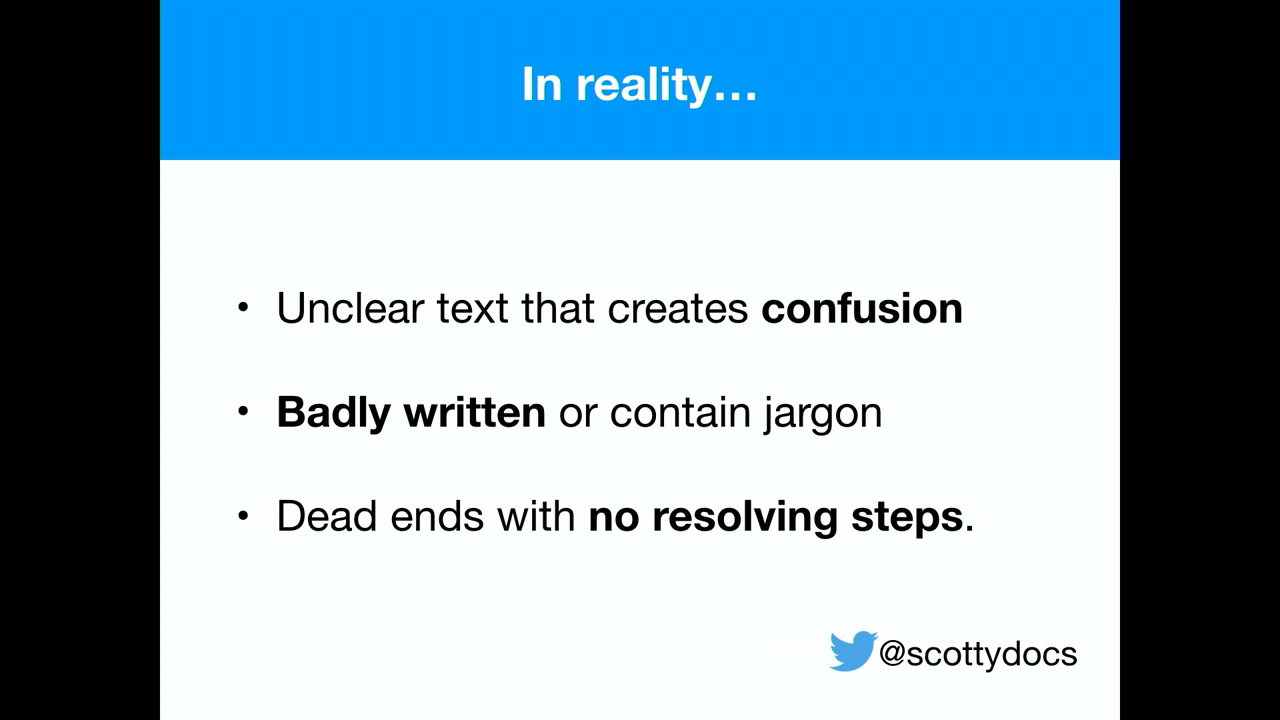 In reality…
• Unclear text that creates confusion
• Badly written or contain jargon
• Dead ends with no resolving steps.
@scottydocs